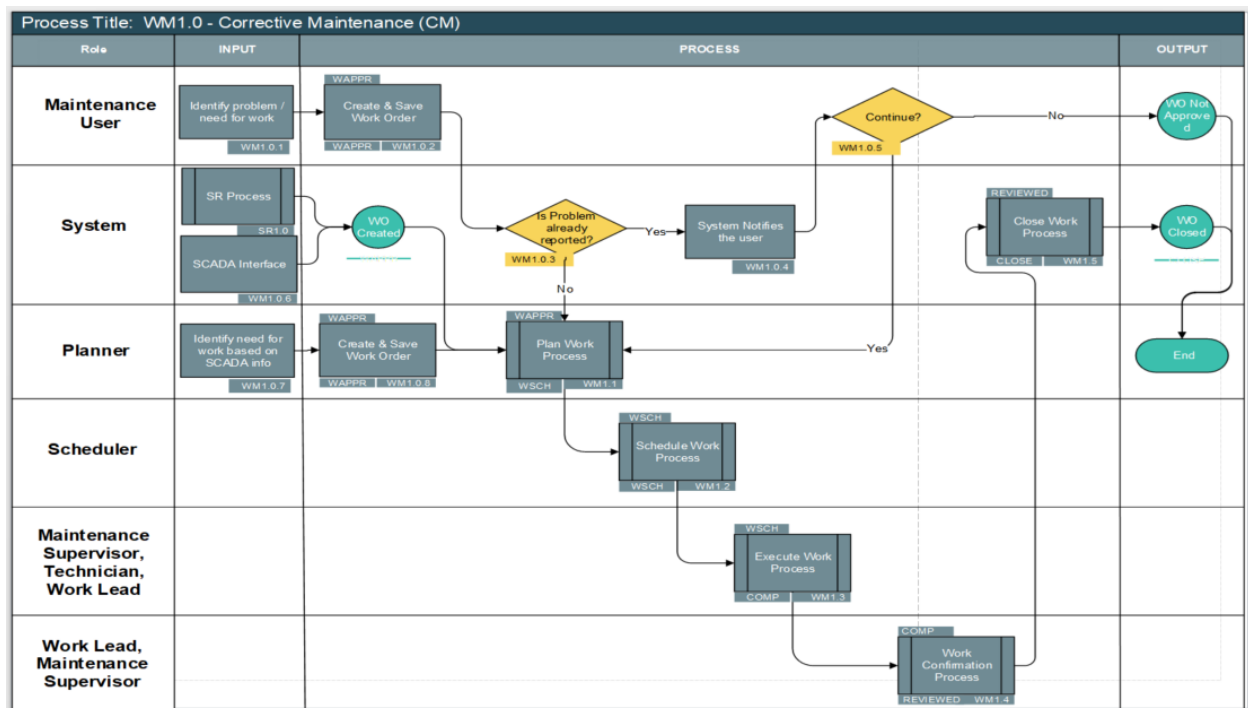 Process Title: WM1.0 - Corrective Maintenance (CM)
Role
INPUT
PROCESS
OUTPUT
Maintenance
User
Identify problem /
need for work
WM1.0.1
WAPPR
Create & Save
Work Order
WAPPR
WM1.0.2
Continue?
WM1.0.5
No
WO Not
Approve
d
System
SR Process
SR1.0
SCADA Interface
WM1.0.6
WO
Created
Is Problem
already
reported?
WM1.0.3
Yes
No
System Notifies
the user
WM1.0.4
REVIEWED
Close Work
Process
CLOSE
WM1.5
WO
Closed
CLOSE
Planner
Identify need for
work based on
SCADA info
WM1.0.7
WAPPR
Create & Save
Work Order
WAPPR
WM1.0.8
WAPPR
Plan Work
Process
WSCH
WM1.1
Yes
End
Scheduler
WSCH
Schedule Work
Process
WSCH
WM1.2
Maintenance
Supervisor,
Technician,
Work Lead
WSCH
Execute Work
Process
COMP
WM1.3
Work Lead,
Maintenance
Supervisor
COMP
Work
Confirmation
Process
REVIEWED
WM1.4